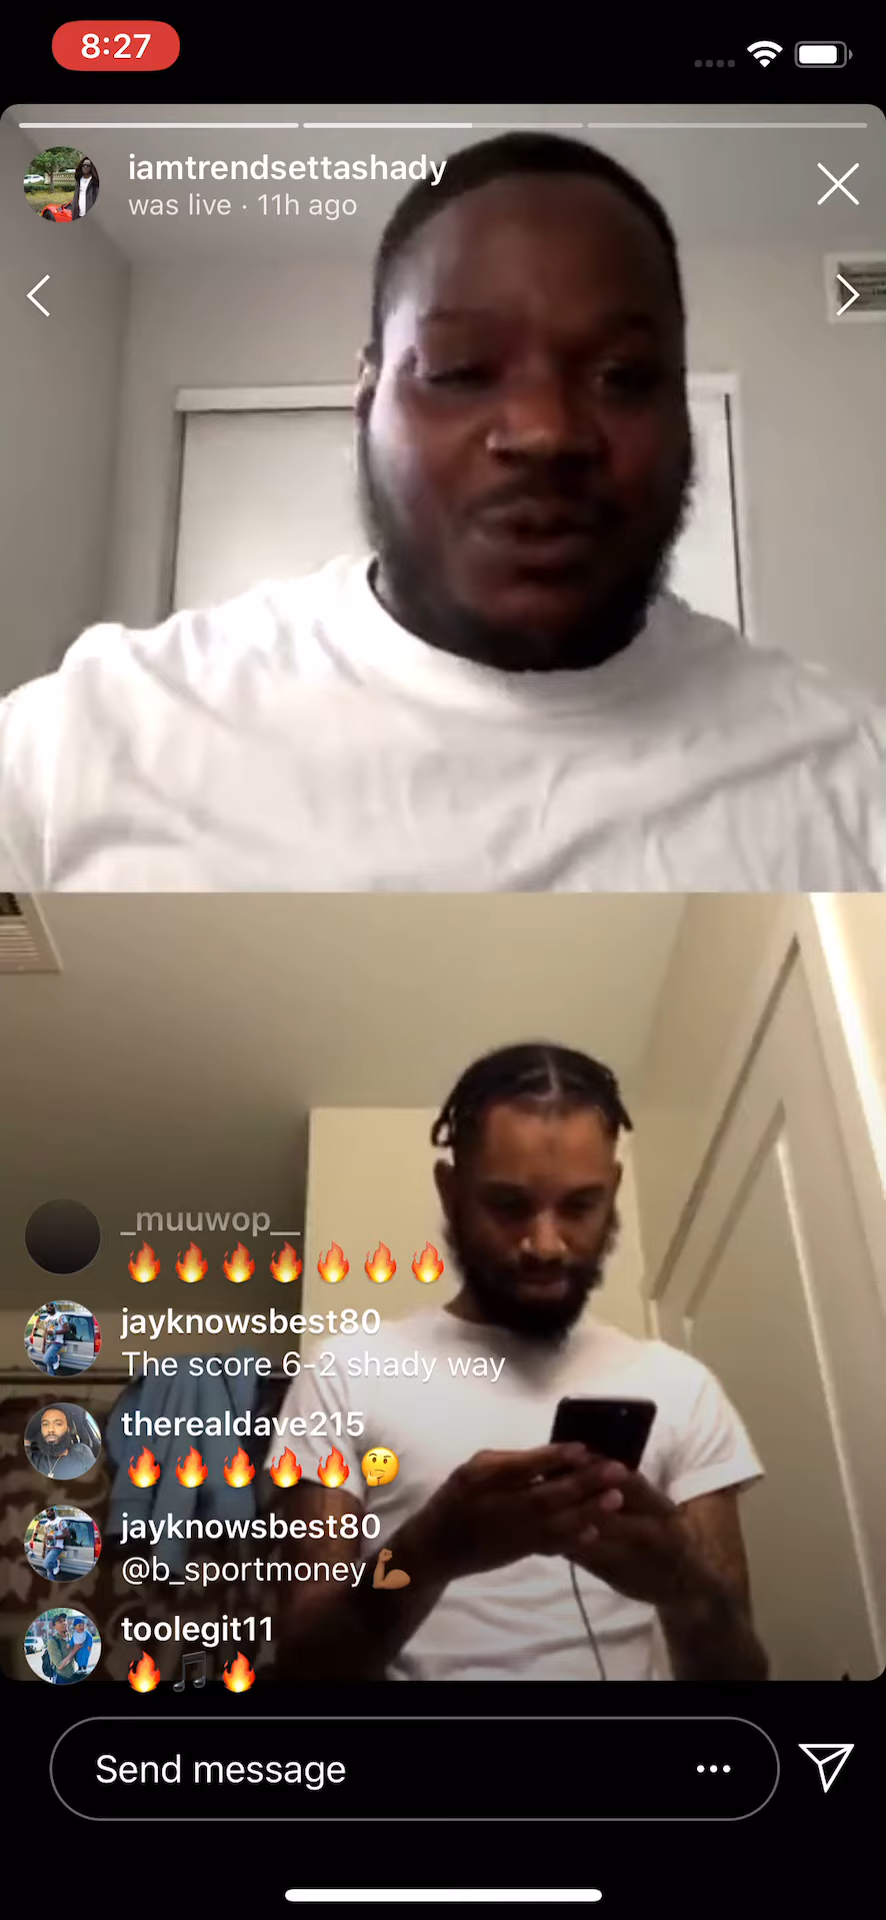 8:27
iamtrendsettashady
was live · 11h ago
_muuwop__
🔥🔥🔥🔥🔥🔥🔥
jayknowsbest80
The score 6-2 shady way
therealdave215
🔥🔥🔥🔥🔥🤔
jayknowsbest80
@b_sportmoney💪🏽
toolegit11
🔥🎵🔥
Send message